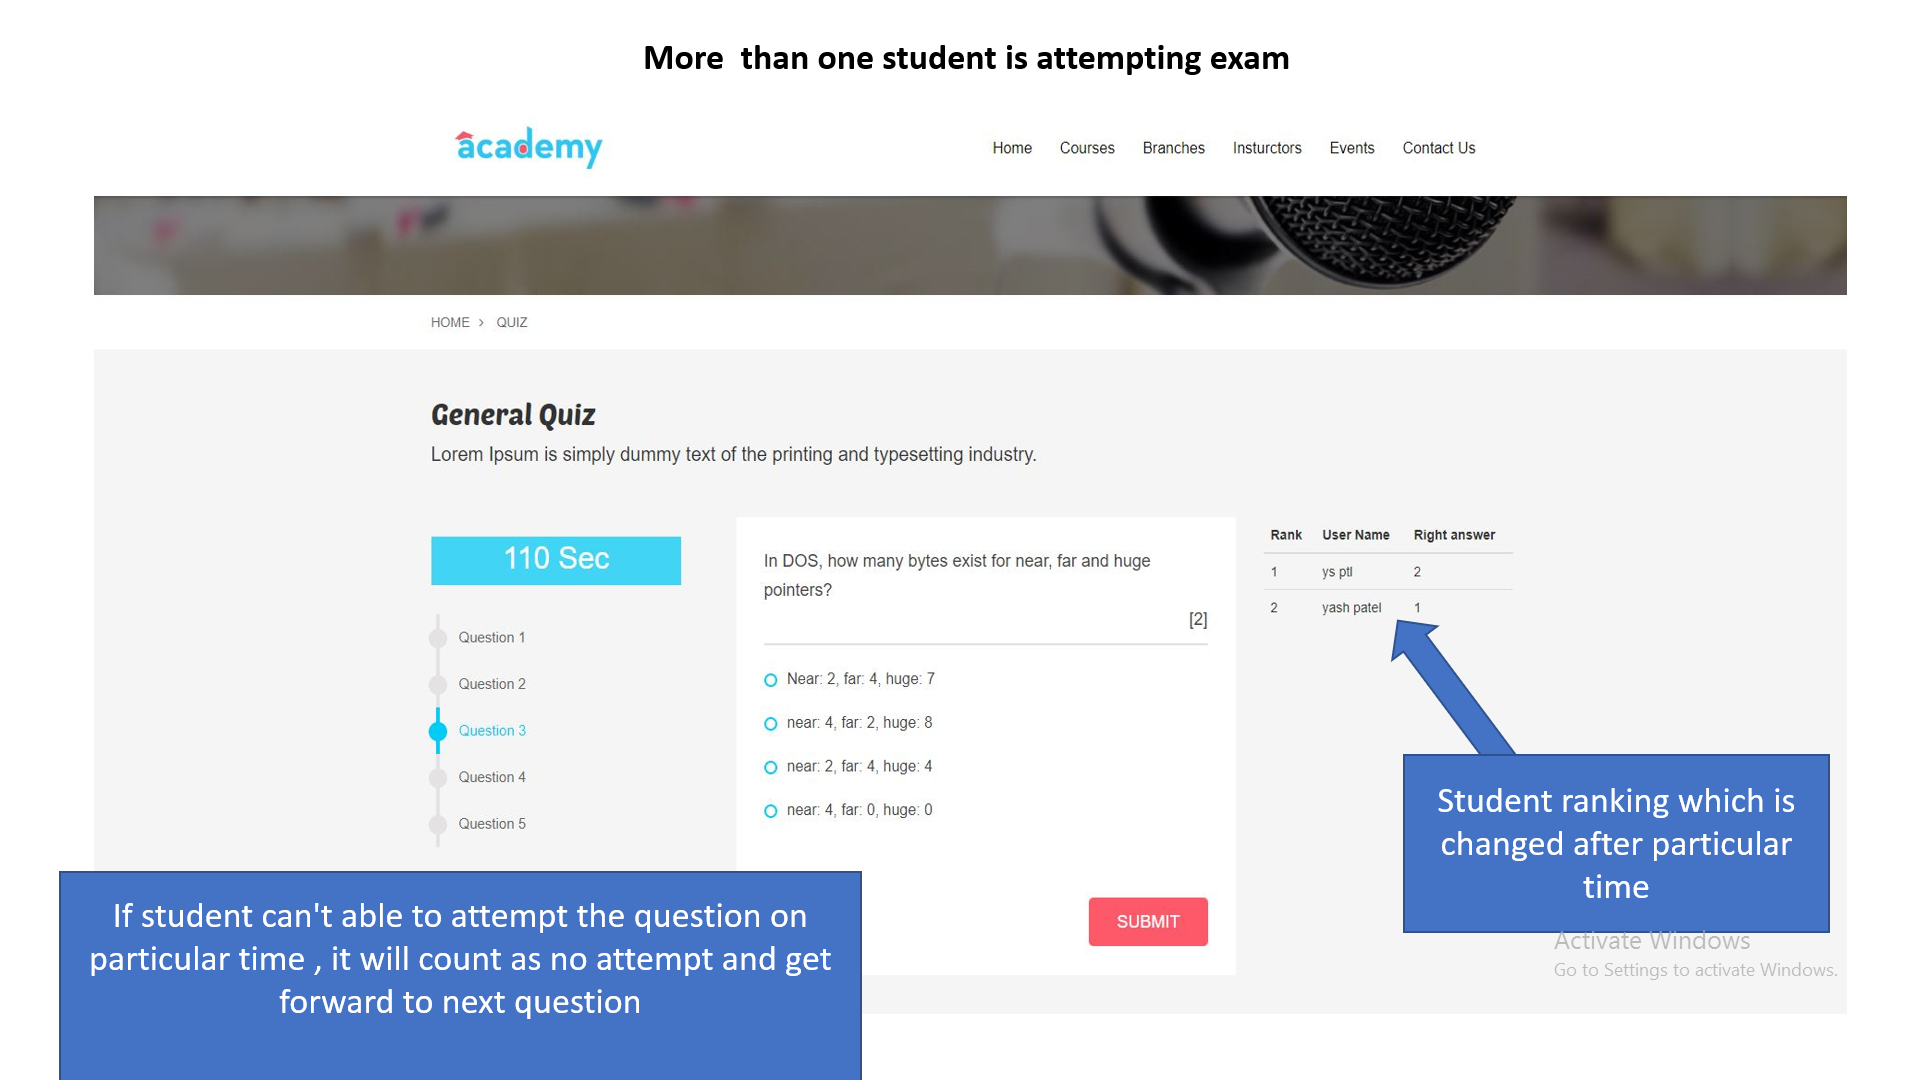 More  than one student is attempting exam
academy
Home Courses Branches Insturctors Events Contact Us
HOME > QUIZ
General Quiz
Lorem Ipsum is simply dummy text of the printing and typesetting industry.
110 Sec
Question 1
Question 2
Question 3
Question 4
Question 5
In DOS, how many bytes exist for near, far and huge
pointers?
[2]
Near: 2, far: 4, huge: 7
near: 4, far: 2, huge: 8
near: 2, far: 4, huge: 4
near: 4, far: 0, huge: 0
SUBMIT
Rank User Name Right answer
1 ys ptl 2
2 yash patel 1
Student ranking which is
changed after particular
time
If student can't able to attempt the question on
particular time , it will count as no attempt and get
forward to next question
Activate Windows
Go to Settings to activate Windows.